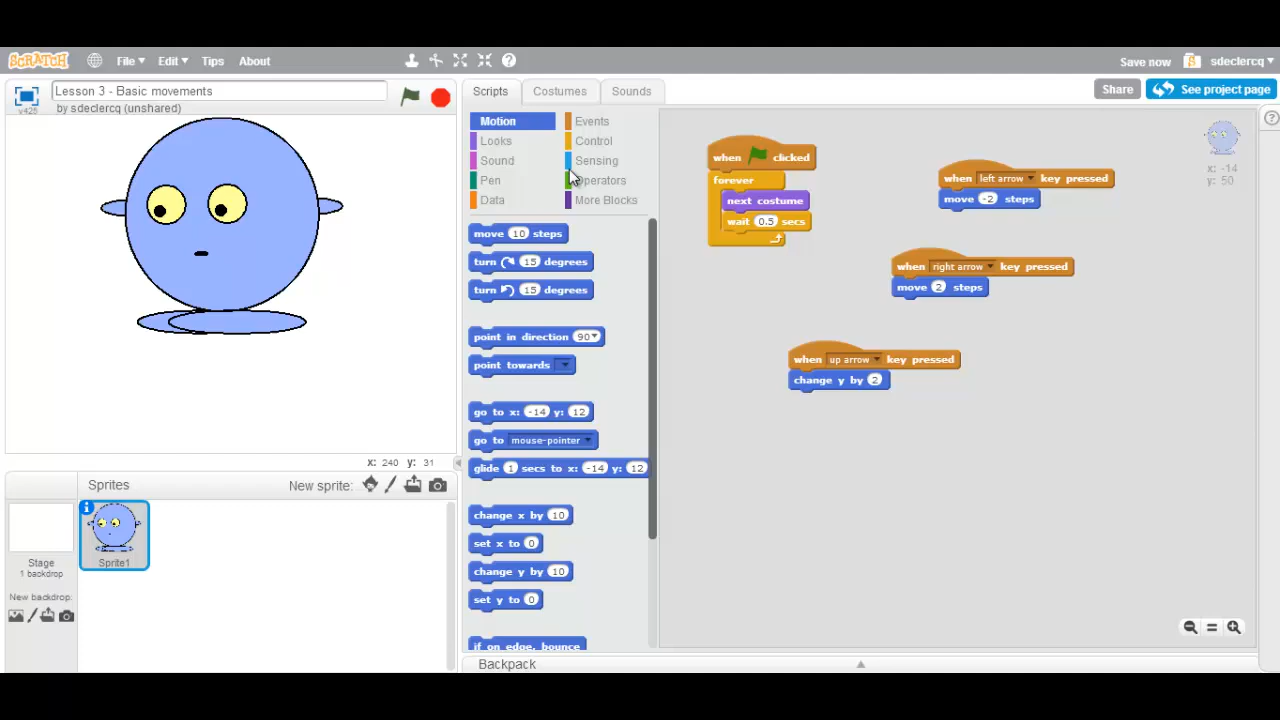 SCRATCH File Edit Tips About Save now S sdeclercq
v425 Lesson 3 - Basic movements
by sdeclercq (unshared)
Scripts Costumes Sounds Share See project page
Motion Events
Looks Control
Sound Sensing
Pen perators
Data More Blocks
move 10 steps
turn 15 degrees
turn 15 degrees
point in direction 90
point towards
go to x: -14 y: 12
go to mouse-pointer
glide 1 secs to x: -14 y: 12
change x by 10
set x to 0
change y by 10
set y to 0
if on edge, bounce
when clicked
forever
next costume
wait 0.5 secs
when left arrow key pressed
move -2 steps
when right arrow key pressed
move 2 steps
when up arrow key pressed
change y by 2
x: -14
y: 50
?
x: 240 y: 31
Sprites New sprite:
Stage
1 backdrop
New backdrop:
i
Sprite1
Backpack